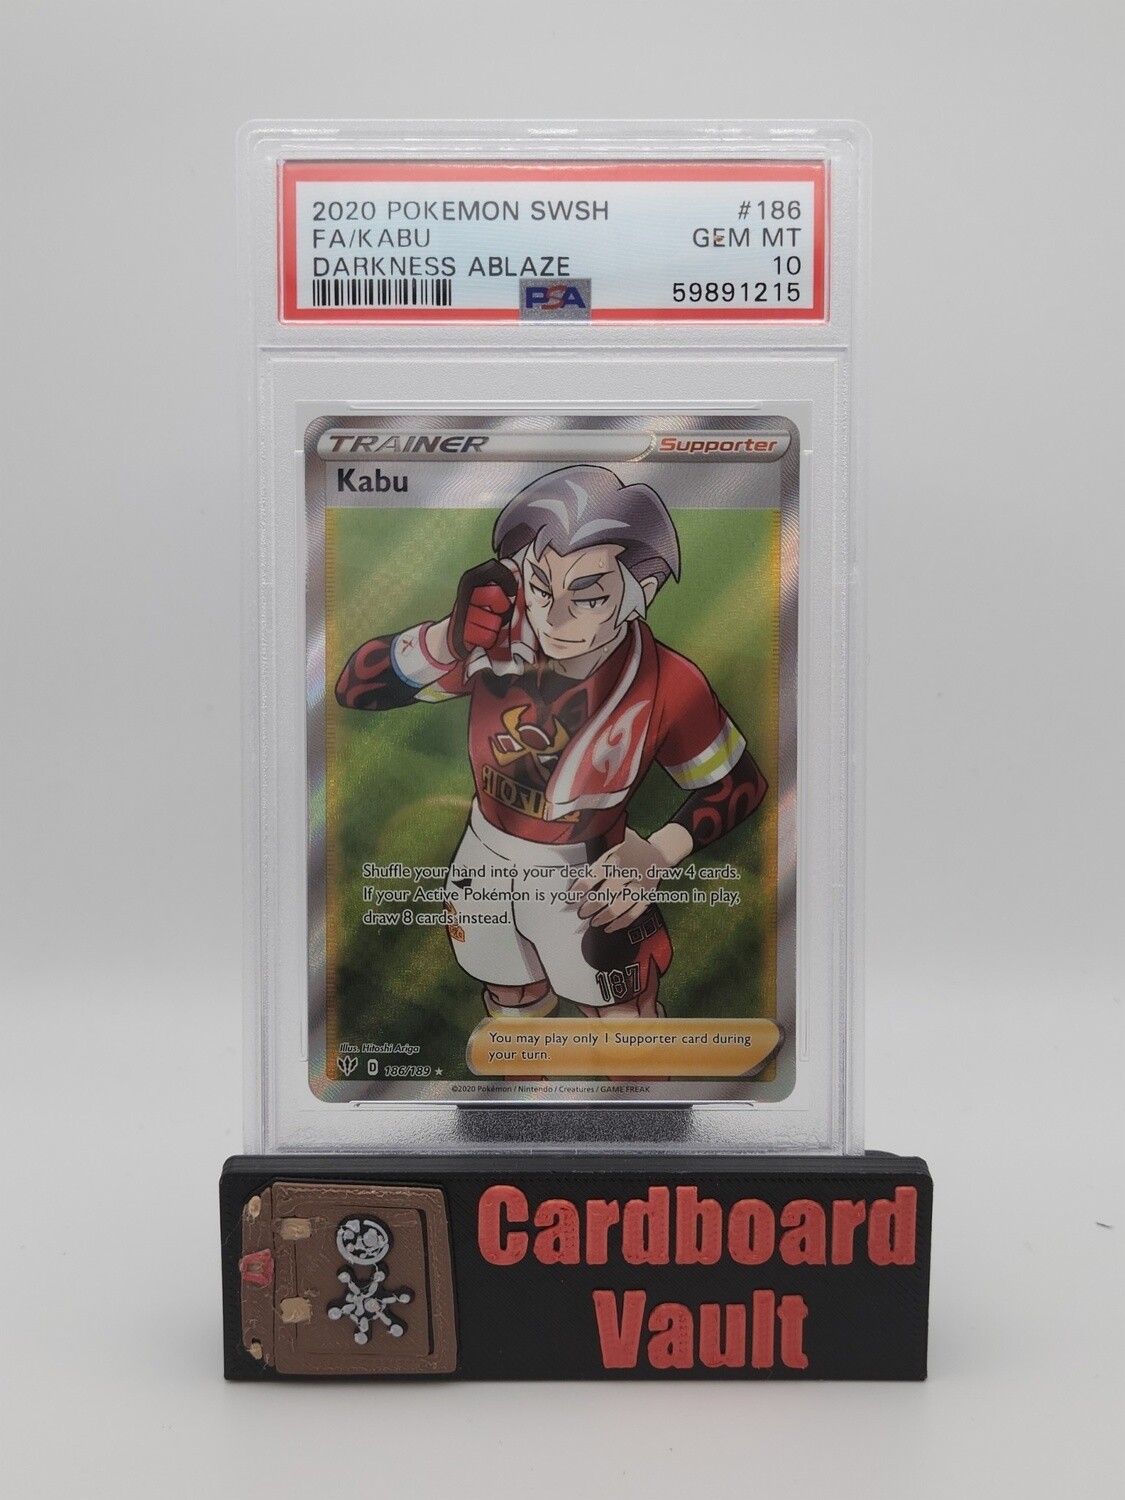 2020 POKEMON SWSH #186
FA/KABU GEM MT
DARKNESS ABLAZE 10
PSA 59891215
TRAINER Supporter
Kabu
Shuffle your hand into your deck. Then, draw 4 cards.
If your Active Pokémon is your only Pokémon in play,
draw 8 cards instead.
187
You may play only 1 Supporter card during
your turn.
Illus. Hitoshi Ariga
D 186/189
©2020 Pokémon / Nintendo / Creatures / GAME FREAK
Cardboard
Vault